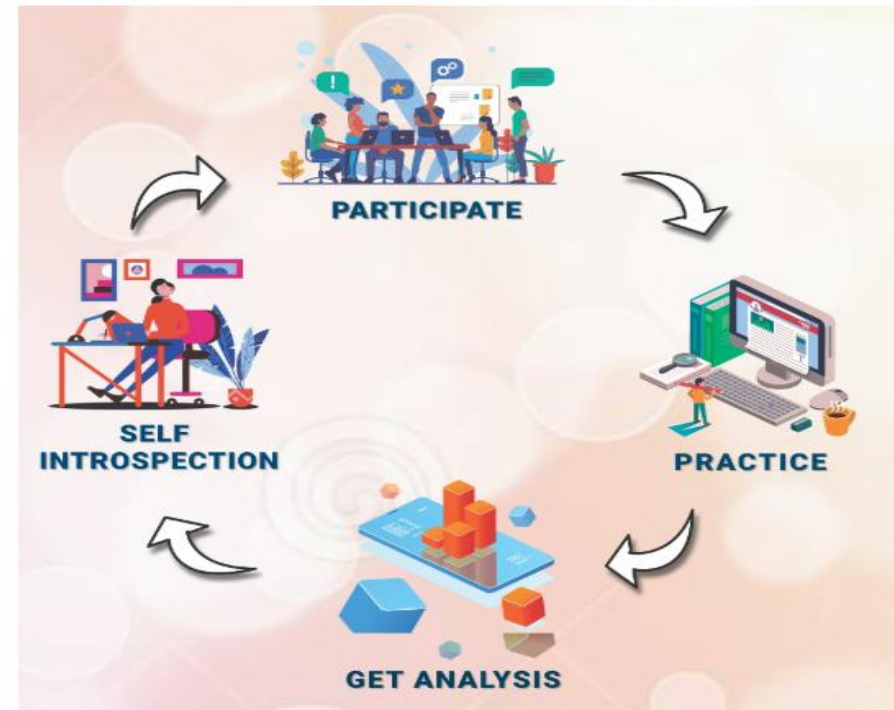 PARTICIPATE
PRACTICE
GET ANALYSIS
SELF
INTROSPECTION